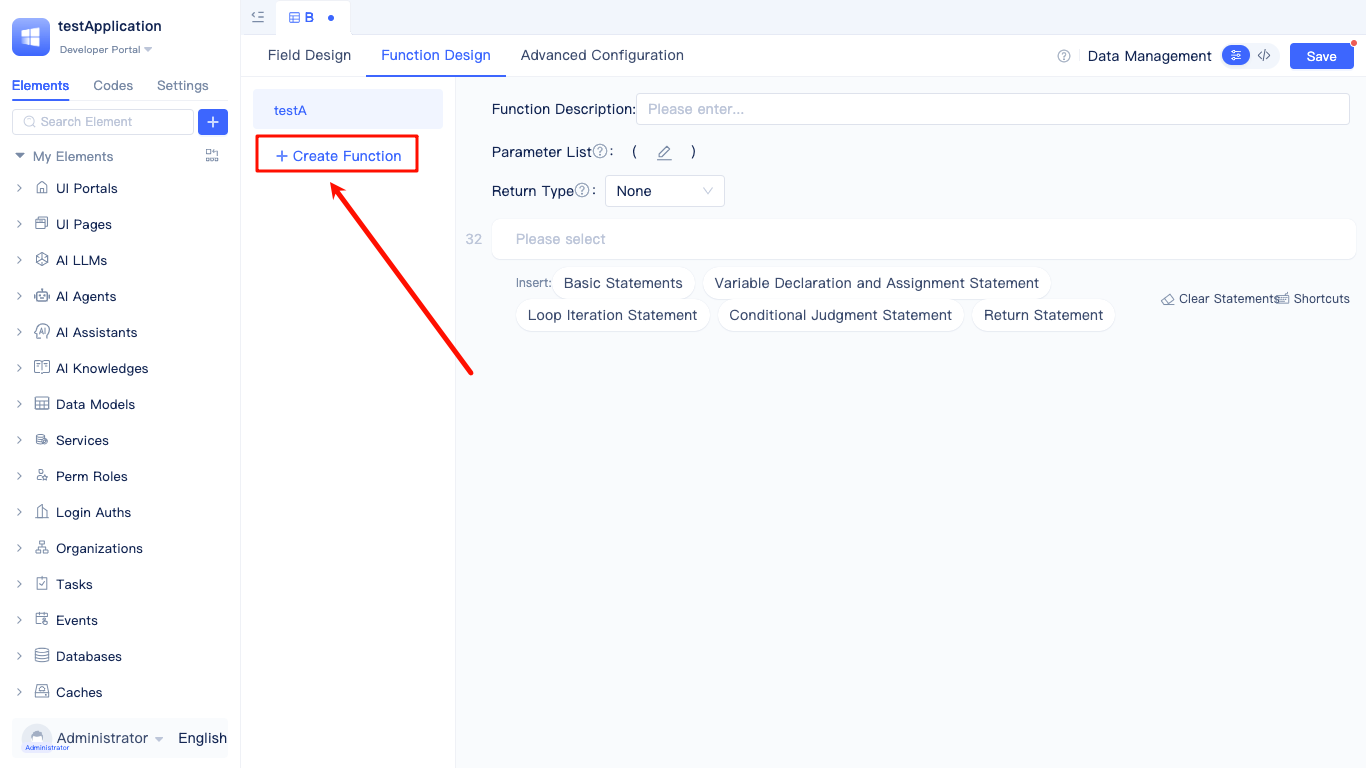 testApplication
Developer Portal
Elements Codes Settings
Search Element
My Elements
UI Portals
UI Pages
AI LLMs
AI Agents
AI Assistants
AI Knowledges
Data Models
Services
Perm Roles
Login Auths
Organizations
Tasks
Events
Databases
Caches
Administrator English
Administrator
B
Field Design Function Design Advanced Configuration
Data Management
Save
testA
+ Create Function
Function Description: Please enter...
Parameter List : ( )
Return Type : None
32 Please select
Insert: Basic Statements Variable Declaration and Assignment Statement
Loop Iteration Statement Conditional Judgment Statement Return Statement
Clear Statements Shortcuts